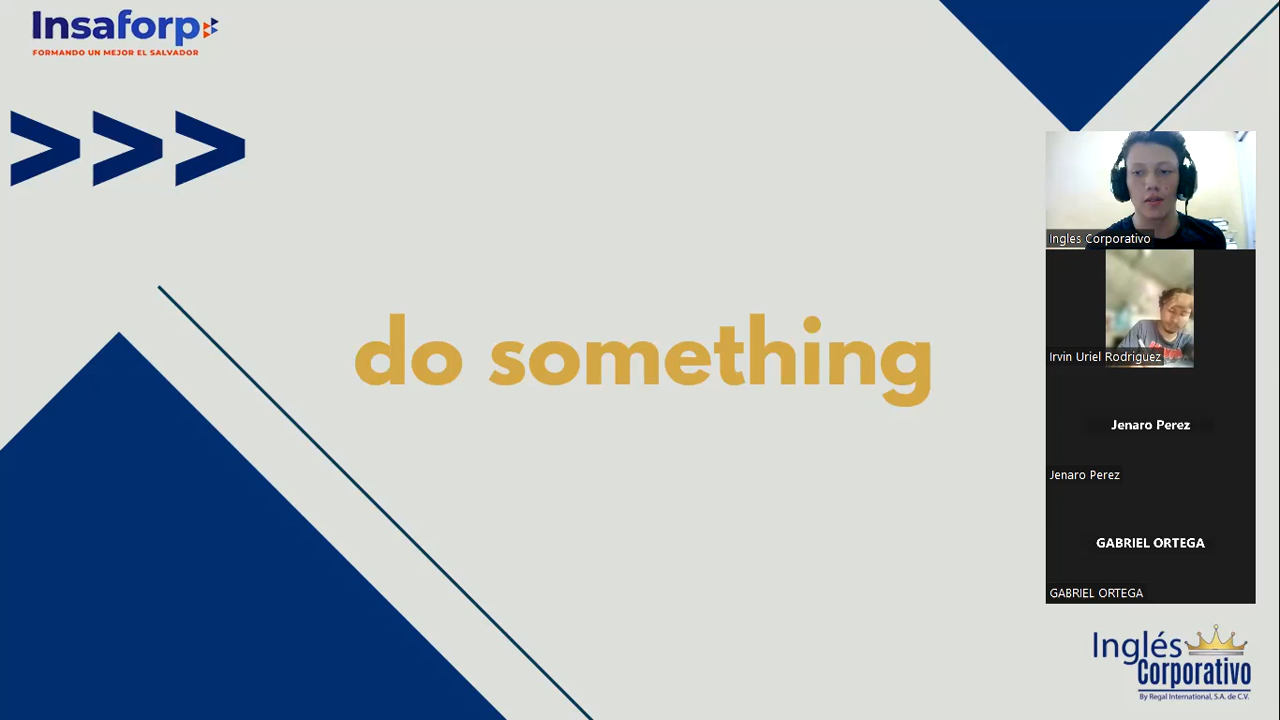 Insaforp
FORMANDO UN MEJOR EL SALVADOR
>>>
do something
Ingles Corporativo
Irvin Uriel Rodriguez
Jenaro Perez
Jenaro Perez
GABRIEL ORTEGA
GABRIEL ORTEGA
Inglés
Corporativo
By Regal International, S.A. de C.V.